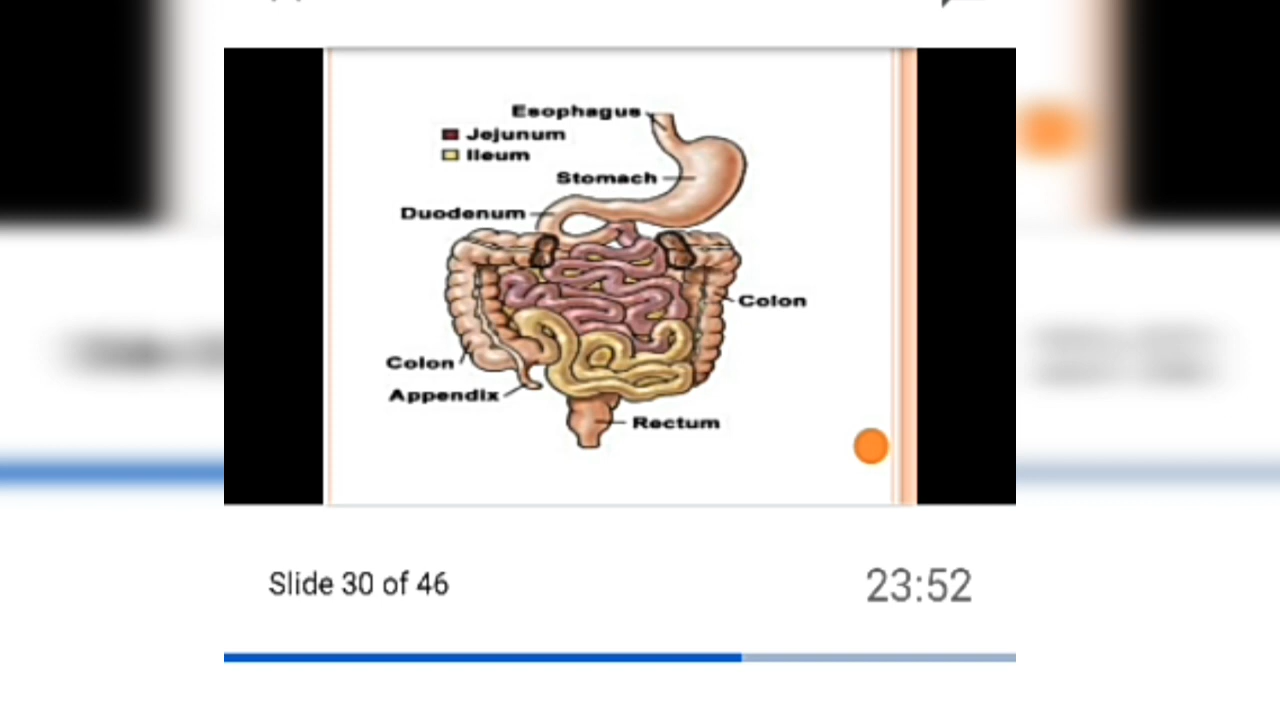 Esophagus
Jejunum
Ileum
Stomach
Duodenum
Colon
Colon
Appendix
Rectum
Slide 30 of 46
23:52